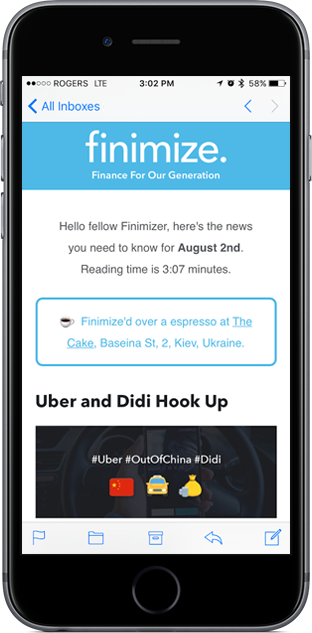 ROGERS LTE 3:02 PM 58%
All Inboxes
finimize.
Finance For Our Generation
Hello fellow Finimizer, here's the news
you need to know for August 2nd.
Reading time is 3:07 minutes.
Finimize'd over a espresso at The
Cake, Baseina St, 2, Kiev, Ukraine.
Uber and Didi Hook Up
#Uber #OutOfChina #Didi